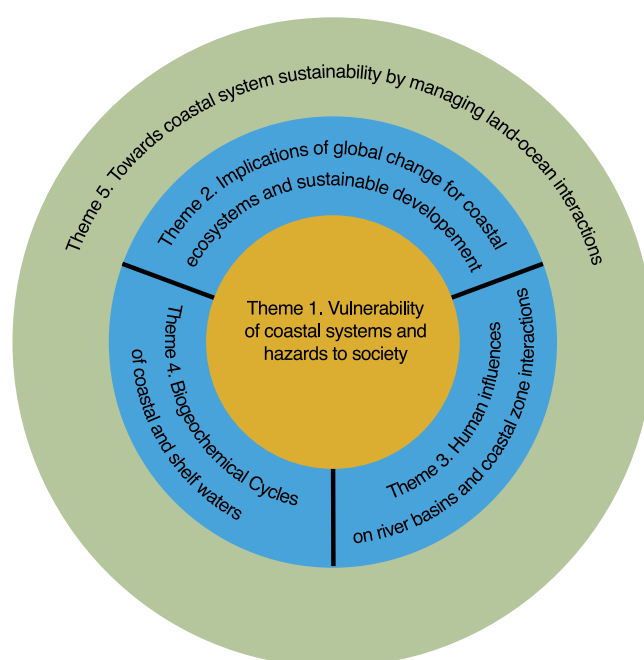 Theme 5. Towards coastal system sustainability by managing land-ocean interactions
Theme 2. Implications of global change for coastal
ecosystems and sustainable developement
Theme 1. Vulnerability
of coastal systems and
hazards to society
Theme 4. Biogeochemical Cycles
of coastal and shelf waters
Theme 3. Human influences
on river basins and coastal zone interactions